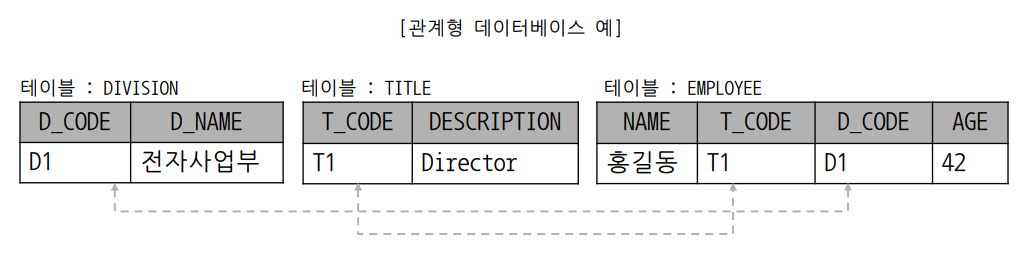 [관계형 데이터베이스 예]
테이블 : DIVISION
D_CODE D_NAME
D1 전자사업부
테이블 : TITLE
T_CODE DESCRIPTION
T1 Director
테이블 : EMPLOYEE
NAME T_CODE D_CODE AGE
홍길동 T1 D1 42